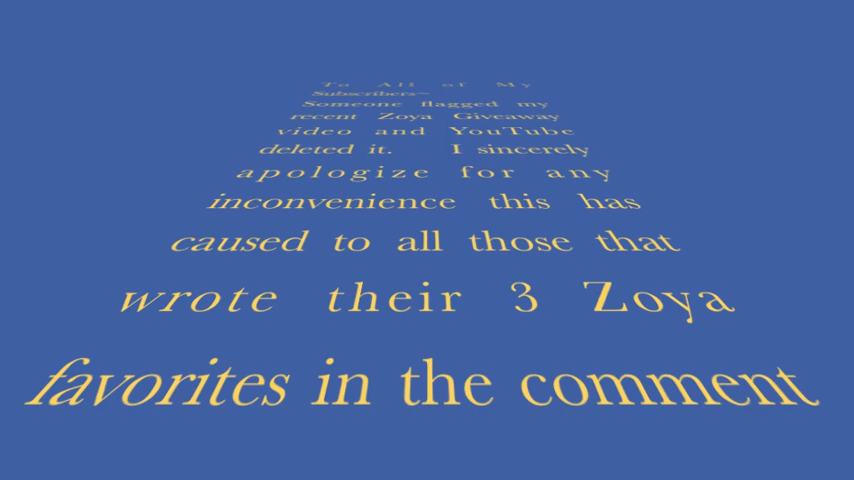 To All of My
Subscribers~
Someone flagged my
recent Zoya Giveaway
video and YouTube
deleted it. I sincerely
apologize for any
inconvenience this has
caused to all those that
wrote their 3 Zoya
favorites in the comment